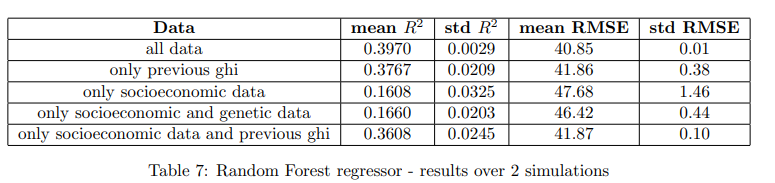 Data mean R² std R² mean RMSE std RMSE
all data 0.3970 0.0029 40.85 0.01
only previous ghi 0.3767 0.0209 41.86 0.38
only socioeconomic data 0.1608 0.0325 47.68 1.46
only socioeconomic and genetic data 0.1660 0.0203 46.42 0.44
only socioeconomic data and previous ghi 0.3608 0.0245 41.87 0.10
Table 7: Random Forest regressor - results over 2 simulations